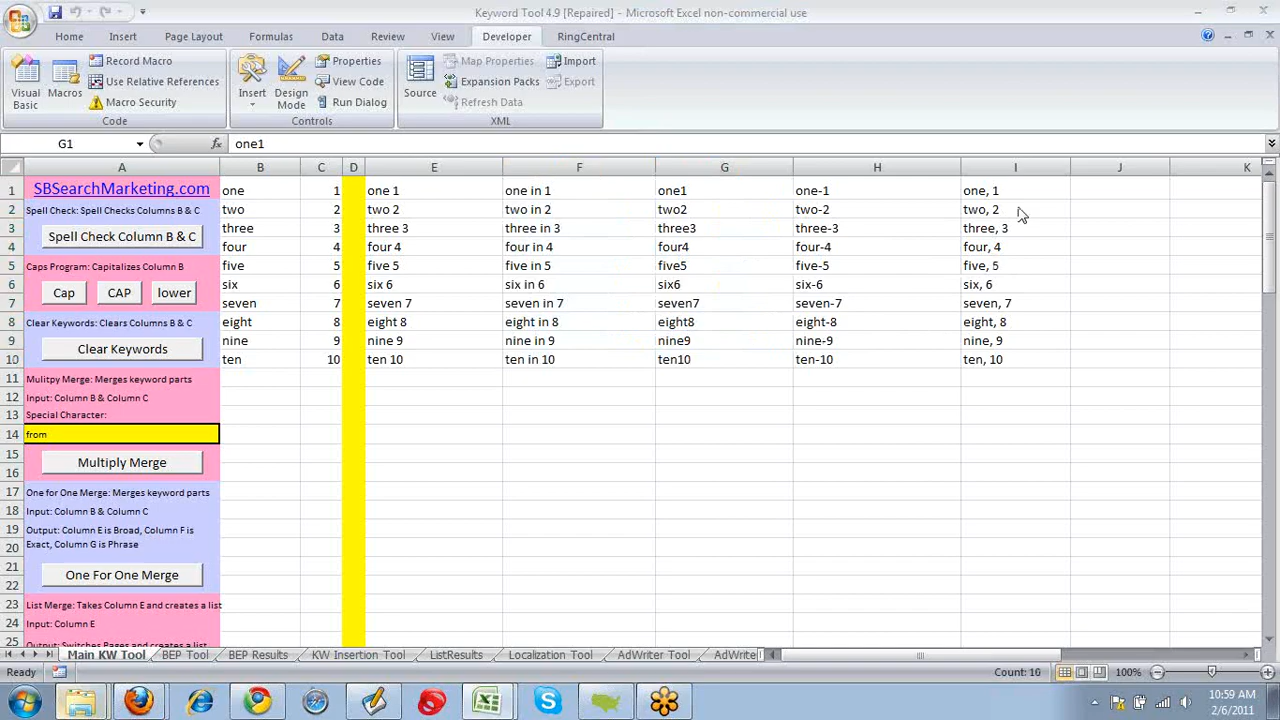 Keyword Tool 4.9 [Repaired] - Microsoft Excel non-commercial use
Home Insert Page Layout Formulas Data Review View Developer RingCentral
Visual Basic
Macros
Record Macro
Use Relative References
Macro Security
Code
Insert
Design Mode
Properties
View Code
Run Dialog
Controls
Source
Map Properties
Expansion Packs
Refresh Data
Import
Export
XML
G1 fx one1
A B C D E F G H I J K
1 SBSearchMarketing.com one 1 one 1 one in 1 one1 one-1 one, 1
2 Spell Check: Spell Checks Columns B & C two 2 two 2 two in 2 two2 two-2 two, 2
3 Spell Check Column B & C three 3 three 3 three in 3 three3 three-3 three, 3
4 four 4 four 4 four in 4 four4 four-4 four, 4
5 Caps Program: Capitalizes Column B five 5 five 5 five in 5 five5 five-5 five, 5
6 Cap CAP lower six 6 six 6 six in 6 six6 six-6 six, 6
7 seven 7 seven 7 seven in 7 seven7 seven-7 seven, 7
8 Clear Keywords: Clears Columns B & C eight 8 eight 8 eight in 8 eight8 eight-8 eight, 8
9 Clear Keywords nine 9 nine 9 nine in 9 nine9 nine-9 nine, 9
10 ten 10 ten 10 ten in 10 ten10 ten-10 ten, 10
11 Mulitpy Merge: Merges keyword parts
12 Input: Column B & Column C
13 Special Character:
14 from
15 Multiply Merge
16
17 One for One Merge: Merges keyword parts
18 Input: Column B & Column C
19 Output: Column E is Broad, Column F is
20 Exact, Column G is Phrase
21 One For One Merge
22
23 List Merge: Takes Column E and creates a list
24 Input: Column E
25 Output: Switches Pages and creates a list
Main KW Tool BEP Tool BEP Results KW Insertion Tool ListResults Localization Tool AdWriter Tool AdWrite
Ready Count: 10 100%
10:59 AM
2/6/2011